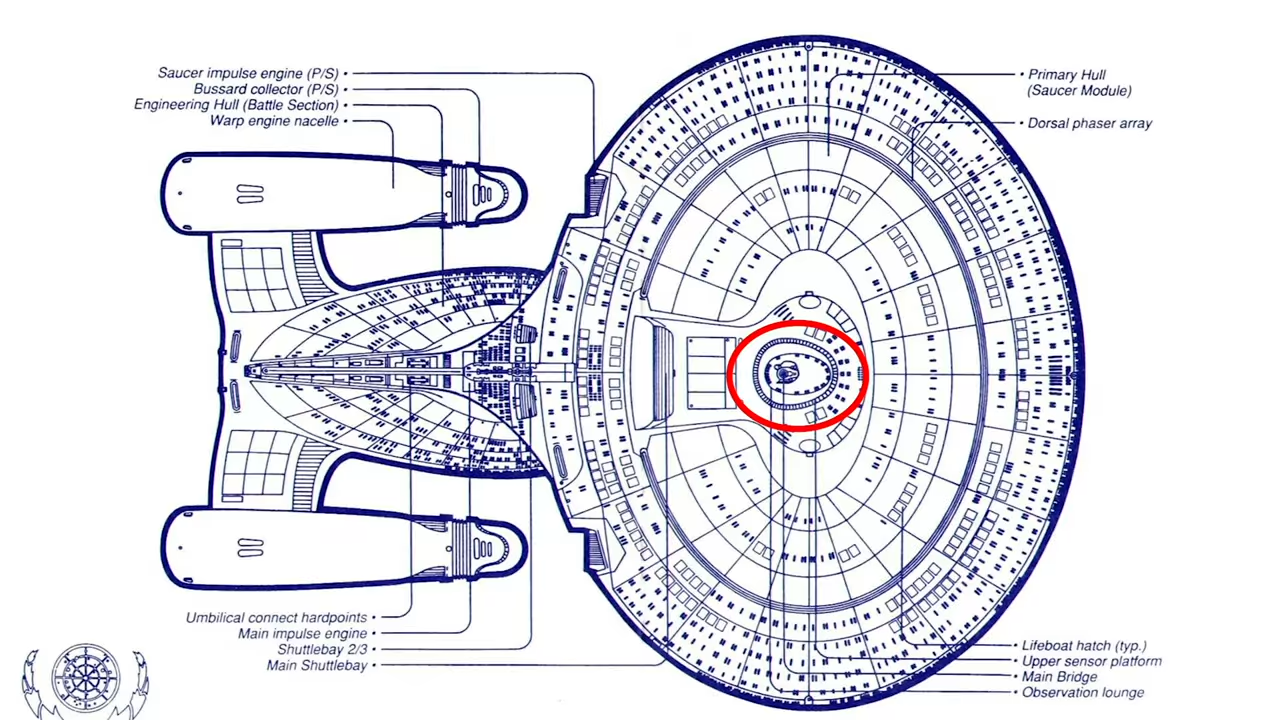 Saucer impulse engine (P/S) •
Bussard collector (P/S) •
Engineering Hull (Battle Section) •
Warp engine nacelle •
• Primary Hull
(Saucer Module)
• Dorsal phaser array
Umbilical connect hardpoints •
Main impulse engine •
Shuttlebay 2/3 •
Main Shuttlebay •
• Lifeboat hatch (typ.)
• Upper sensor platform
• Main Bridge
• Observation lounge